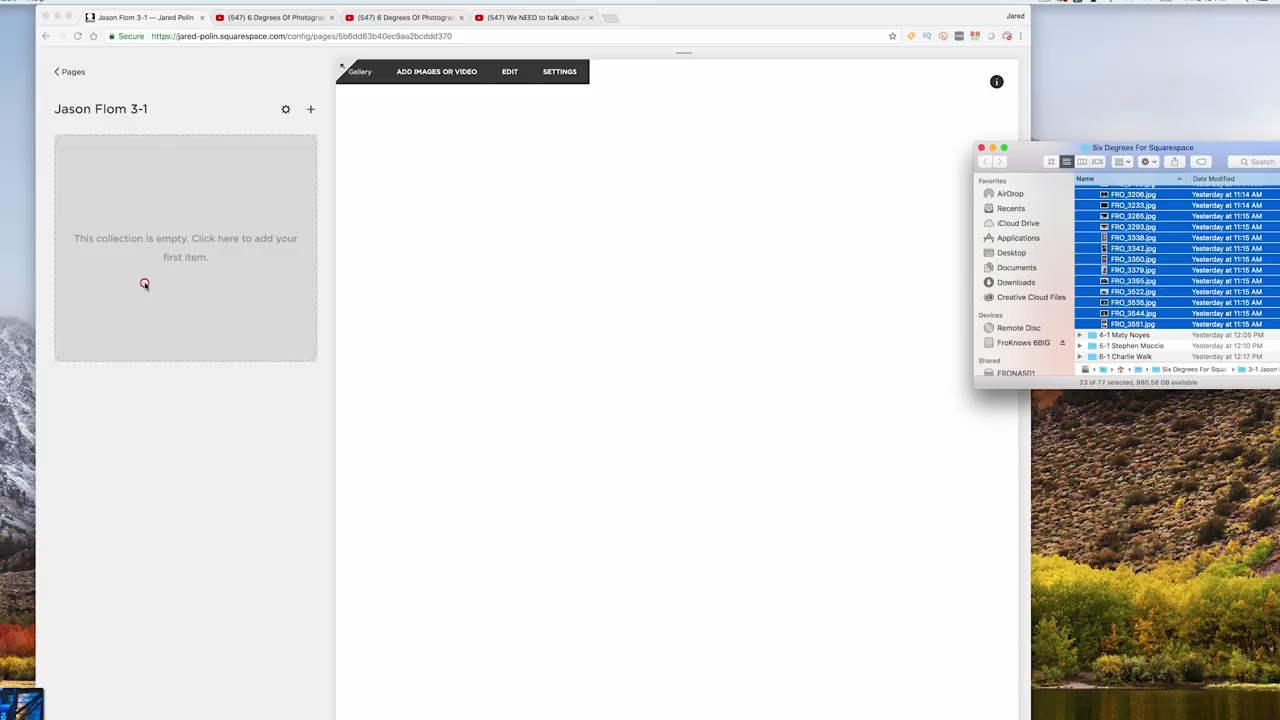 Help
Jason Flom 3-1 — Jared Polin
(547) 6 Degrees Of Photograp
(547) 6 Degrees Of Photograp
(547) We NEED to talk about
Jared
Secure
https://jared-polin.squarespace.com/config/pages/5b6dd63b40ec9aa2bcddd370
Pages
Gallery
ADD IMAGES OR VIDEO
EDIT
SETTINGS
Jason Flom 3-1
This collection is empty. Click here to add your
first item.
Six Degrees For Squarespace
Search
Favorites
AirDrop
Recents
iCloud Drive
Applications
Desktop
Documents
Downloads
Creative Cloud Files
Devices
Remote Disc
FroKnows 6BIG
Shared
FRONAS01
Name
Date Modified
FRO_3206.jpg Yesterday at 11:14 AM
FRO_3233.jpg Yesterday at 11:14 AM
FRO_3285.jpg Yesterday at 11:15 AM
FRO_3293.jpg Yesterday at 11:15 AM
FRO_3338.jpg Yesterday at 11:15 AM
FRO_3342.jpg Yesterday at 11:15 AM
FRO_3350.jpg Yesterday at 11:15 AM
FRO_3379.jpg Yesterday at 11:15 AM
FRO_3395.jpg Yesterday at 11:15 AM
FRO_3522.jpg Yesterday at 11:15 AM
FRO_3535.jpg Yesterday at 11:15 AM
FRO_3544.jpg Yesterday at 11:15 AM
FRO_3551.jpg Yesterday at 11:15 AM
4-1 Maty Noyes Yesterday at 12:05 PM
5-1 Stephen Moccio Yesterday at 12:10 PM
6-1 Charlie Walk Yesterday at 12:17 PM
Six Degrees For Squa
3-1 Jason
23 of 77 selected, 880.58 GB available